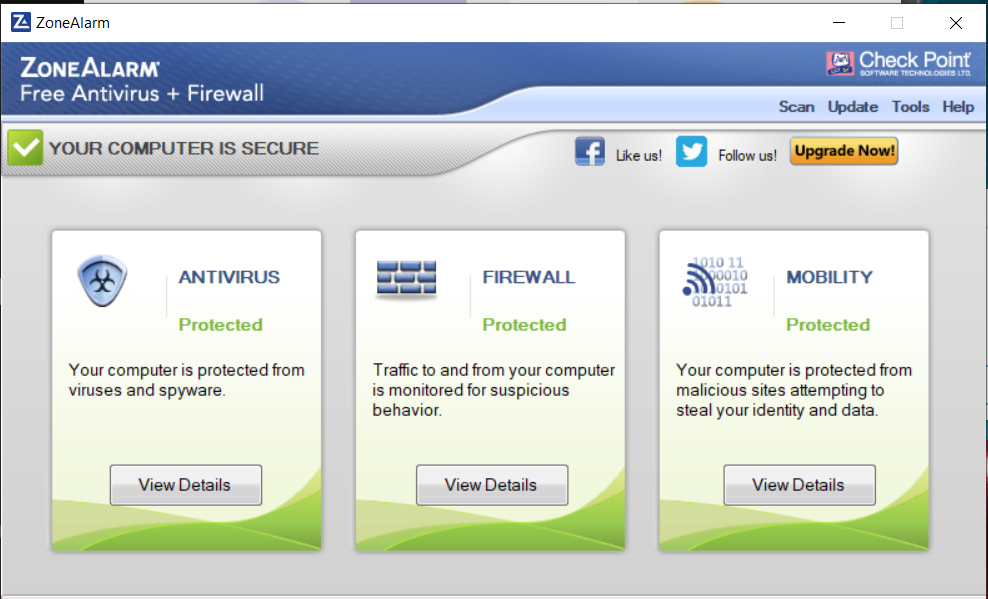 ZoneAlarm
ZONEALARM
Free Antivirus + Firewall
Check Point
SOFTWARE TECHNOLOGIES LTD.
Scan Update Tools Help
YOUR COMPUTER IS SECURE
Like us! Follow us! Upgrade Now!
ANTIVIRUS
Protected
Your computer is protected from
viruses and spyware.
View Details
FIREWALL
Protected
Traffic to and from your computer
is monitored for suspicious
behavior.
View Details
1010 11
00010
0101
01011
MOBILITY
Protected
Your computer is protected from
malicious sites attempting to
steal your identity and data.
View Details